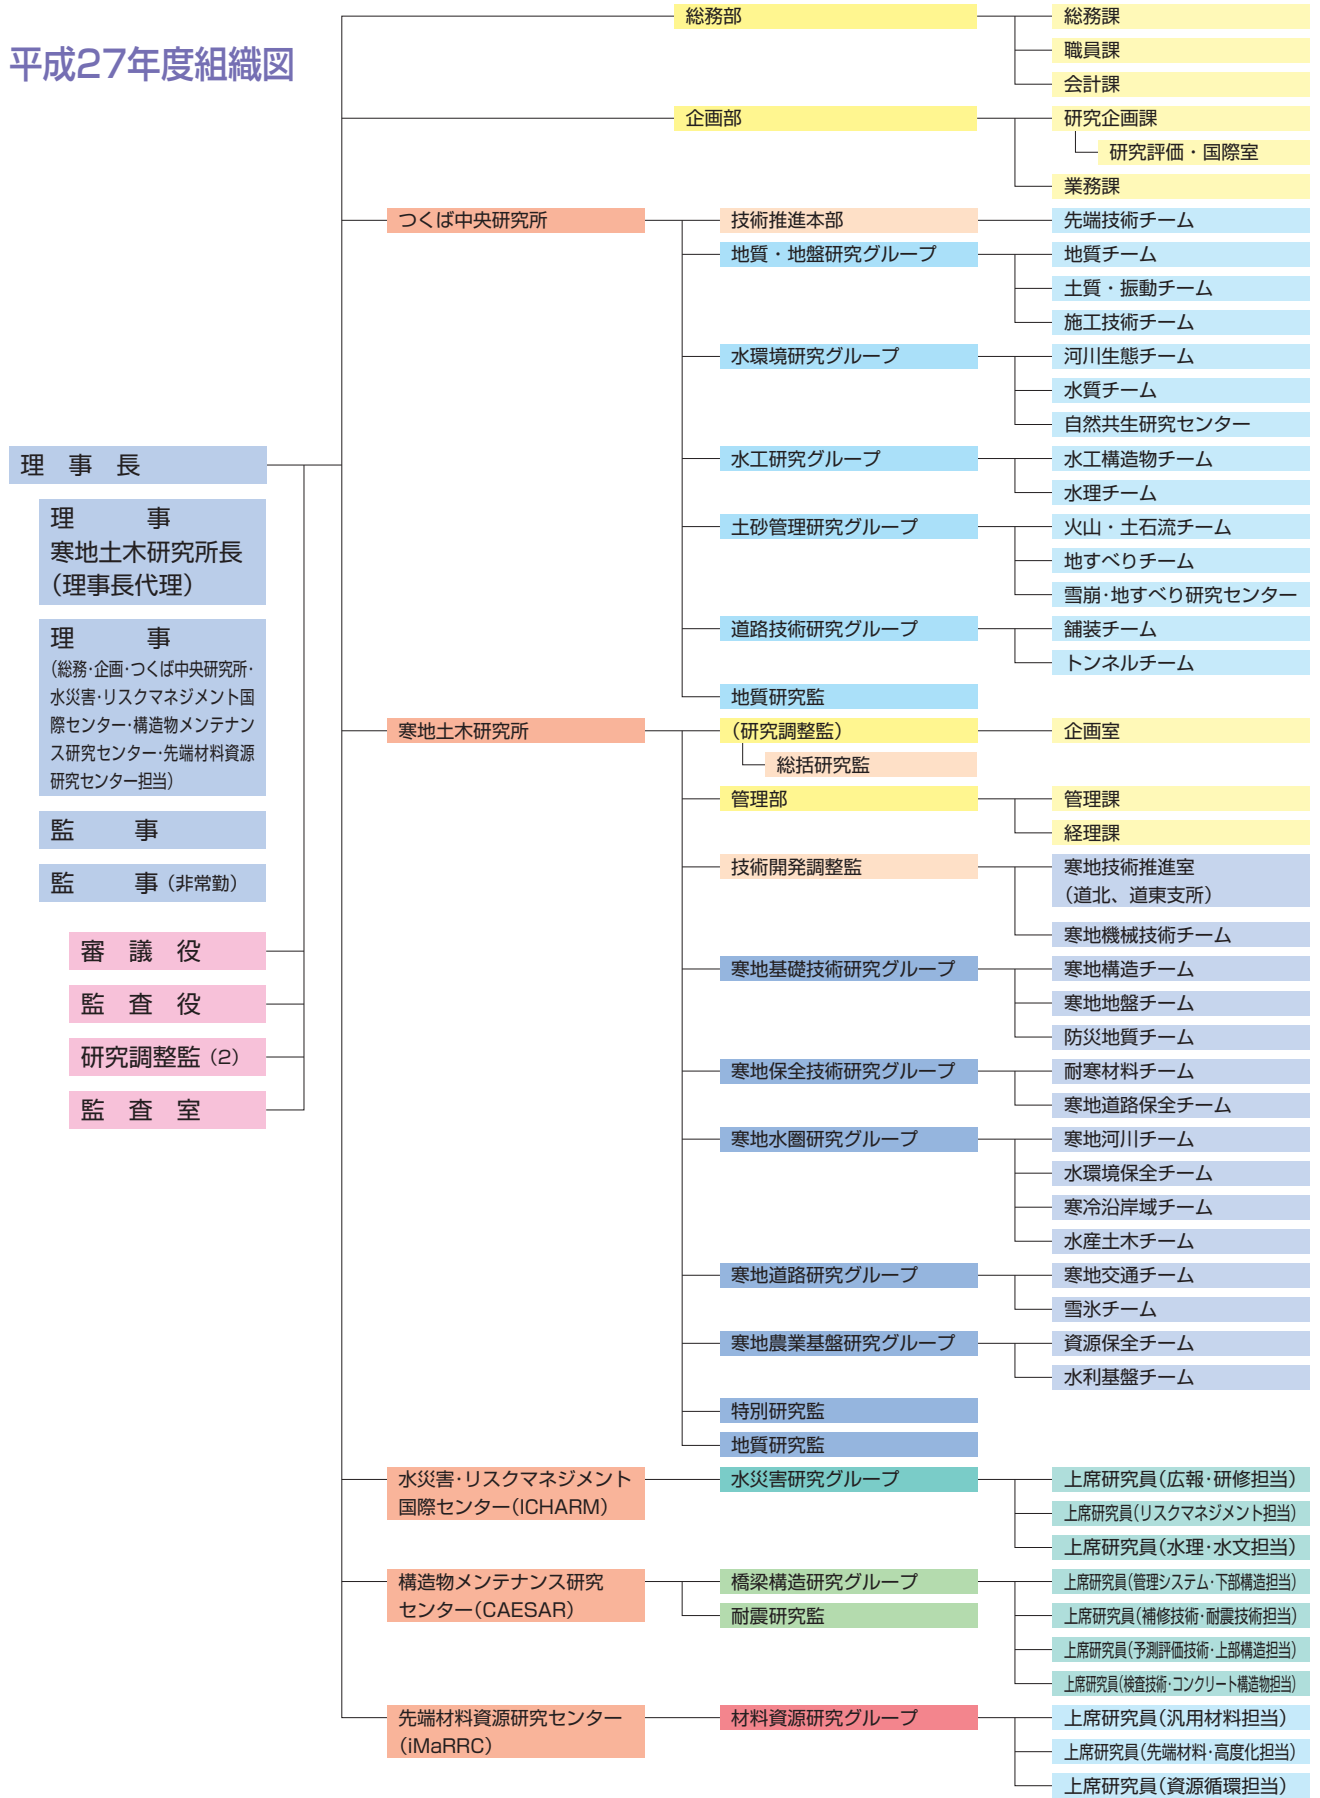 平成27年度組織図
理　事　長
理　　　事
寒地土木研究所長
（理事長代理）
理　　　事
（総務･企画･つくば中央研究所･
水災害･リスクマネジメント国
際センター･構造物メンテナン
ス研究センター･先端材料資源
研究センター担当）
監　　　事
監　　　事（非常勤）
審　議　役
監　査　役
研究調整監（2）
監　査　室
総務部
総務課
職員課
会計課
企画部
研究企画課
研究評価・国際室
業務課
つくば中央研究所
技術推進本部
先端技術チーム
地質・地盤研究グループ
地質チーム
土質・振動チーム
施工技術チーム
水環境研究グループ
河川生態チーム
水質チーム
自然共生研究センター
水工研究グループ
水工構造物チーム
水理チーム
土砂管理研究グループ
火山・土石流チーム
地すべりチーム
雪崩･地すべり研究センター
道路技術研究グループ
舗装チーム
トンネルチーム
地質研究監
寒地土木研究所
（研究調整監）
企画室
総括研究監
管理部
管理課
経理課
技術開発調整監
寒地技術推進室
（道北、道東支所）
寒地機械技術チーム
寒地基礎技術研究グループ
寒地構造チーム
寒地地盤チーム
防災地質チーム
寒地保全技術研究グループ
耐寒材料チーム
寒地道路保全チーム
寒地水圏研究グループ
寒地河川チーム
水環境保全チーム
寒冷沿岸域チーム
水産土木チーム
寒地道路研究グループ
寒地交通チーム
雪氷チーム
寒地農業基盤研究グループ
資源保全チーム
水利基盤チーム
特別研究監
地質研究監
水災害･リスクマネジメント
国際センター（ICHARM）
水災害研究グループ
上席研究員（広報･研修担当）
上席研究員（リスクマネジメント担当）
上席研究員（水理･水文担当）
構造物メンテナンス研究
センター（CAESAR）
橋梁構造研究グループ
耐震研究監
上席研究員（管理システム･下部構造担当）
上席研究員（補修技術･耐震技術担当）
上席研究員（予測評価技術･上部構造担当）
上席研究員（検査技術･コンクリート構造物担当）
先端材料資源研究センター
（iMaRRC）
材料資源研究グループ
上席研究員（汎用材料担当）
上席研究員（先端材料･高度化担当）
上席研究員（資源循環担当）